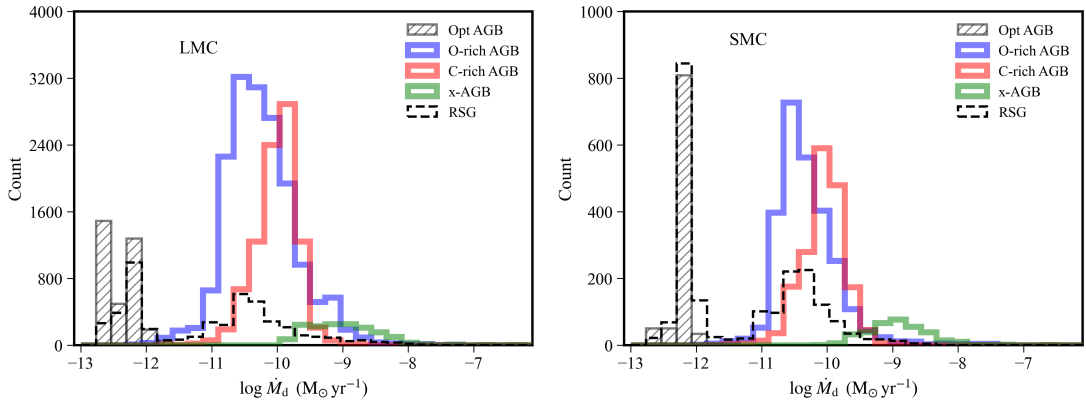 4000
3200
2400
1600
800
0
Count
LMC
Opt AGB
O-rich AGB
C-rich AGB
x-AGB
RSG
−13 −12 −11 −10 −9 −8 −7
log Ṁd (M⊙ yr−1)
1000
800
600
400
200
0
Count
SMC
Opt AGB
O-rich AGB
C-rich AGB
x-AGB
RSG
−13 −12 −11 −10 −9 −8 −7
log Ṁd (M⊙ yr−1)